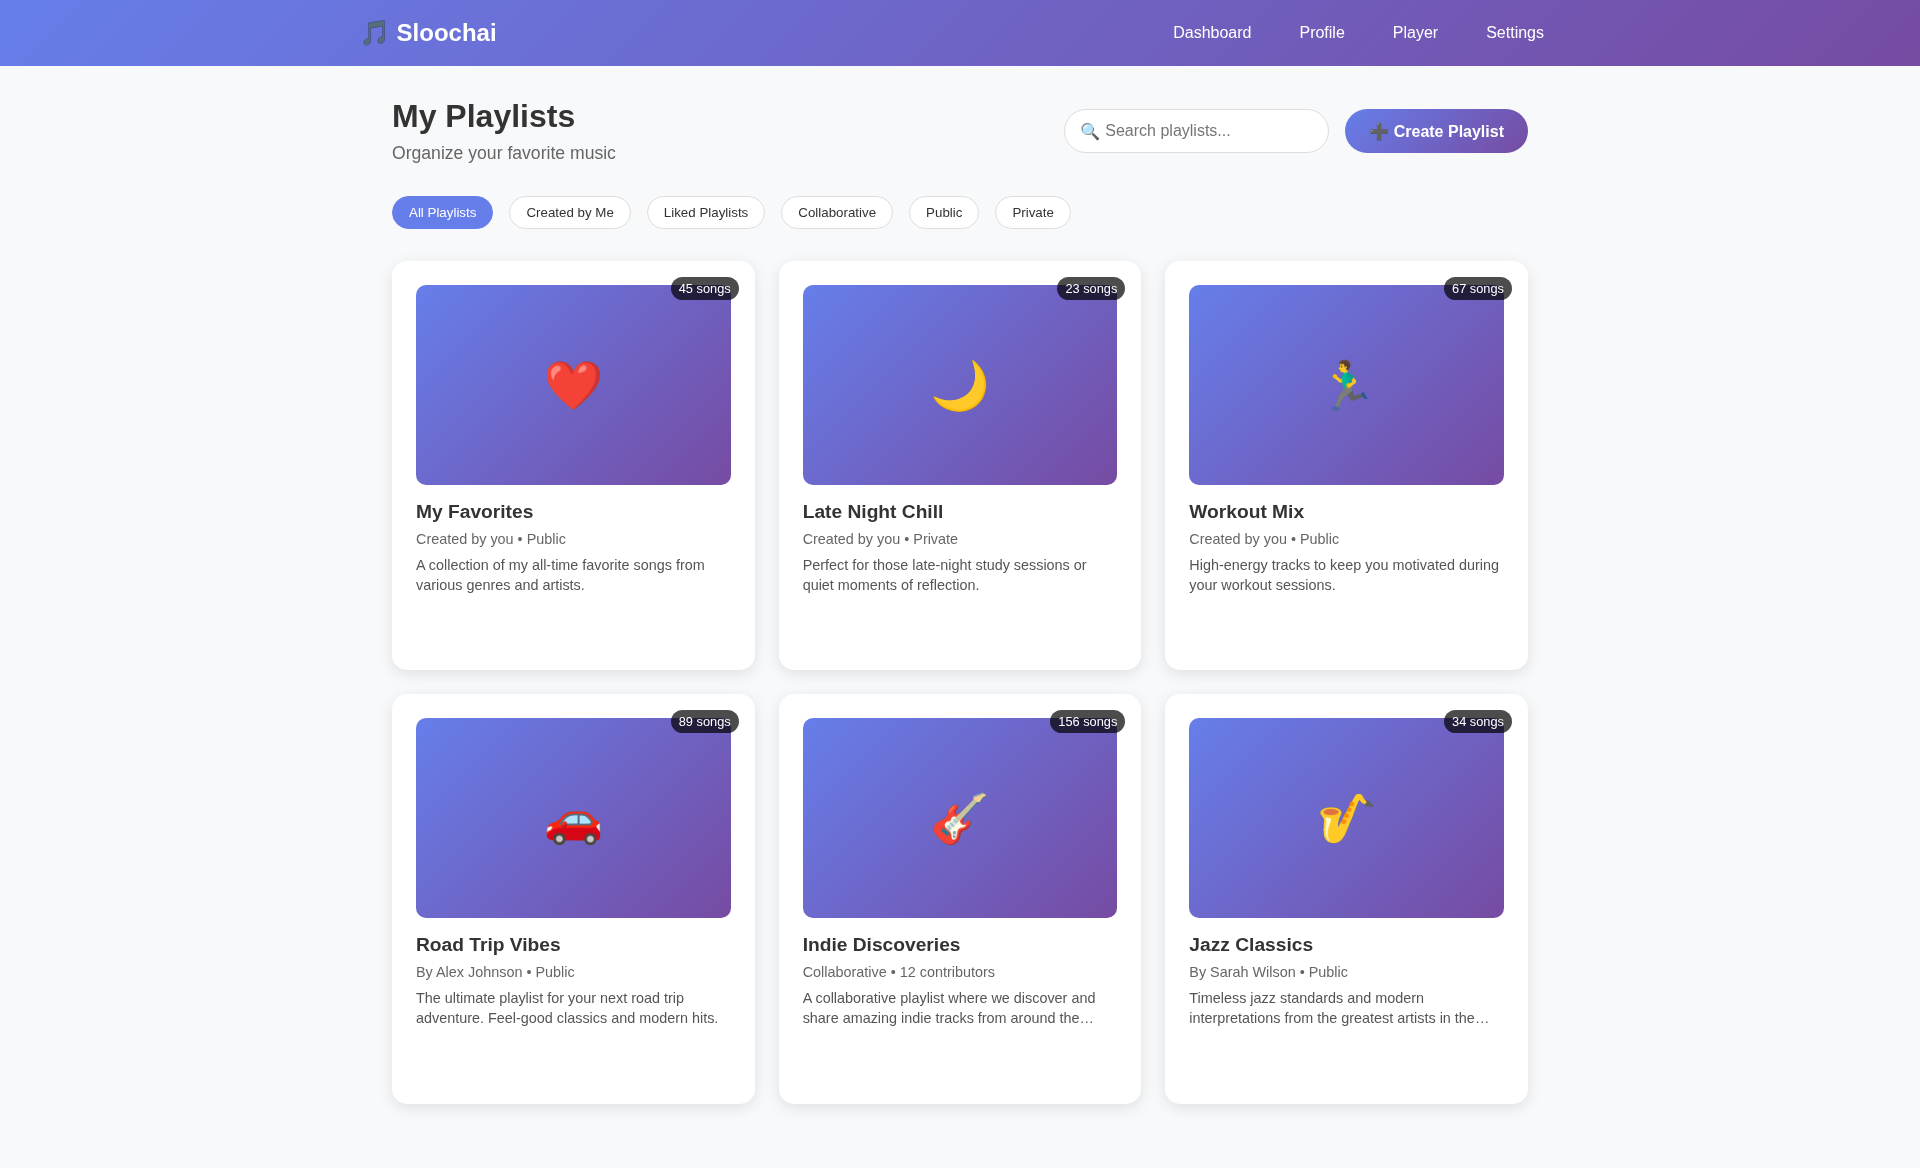 🎵 Sloochai
Dashboard
Profile
Player
Settings
My Playlists
Organize your favorite music
🔍 Search playlists...
➕ Create Playlist
All Playlists
Created by Me
Liked Playlists
Collaborative
Public
Private
45 songs
My Favorites
Created by you • Public
A collection of my all-time favorite songs from
various genres and artists.
23 songs
Late Night Chill
Created by you • Private
Perfect for those late-night study sessions or
quiet moments of reflection.
67 songs
Workout Mix
Created by you • Public
High-energy tracks to keep you motivated during
your workout sessions.
89 songs
Road Trip Vibes
By Alex Johnson • Public
The ultimate playlist for your next road trip
adventure. Feel-good classics and modern hits.
156 songs
Indie Discoveries
Collaborative • 12 contributors
A collaborative playlist where we discover and
share amazing indie tracks from around the…
34 songs
Jazz Classics
By Sarah Wilson • Public
Timeless jazz standards and modern
interpretations from the greatest artists in the…